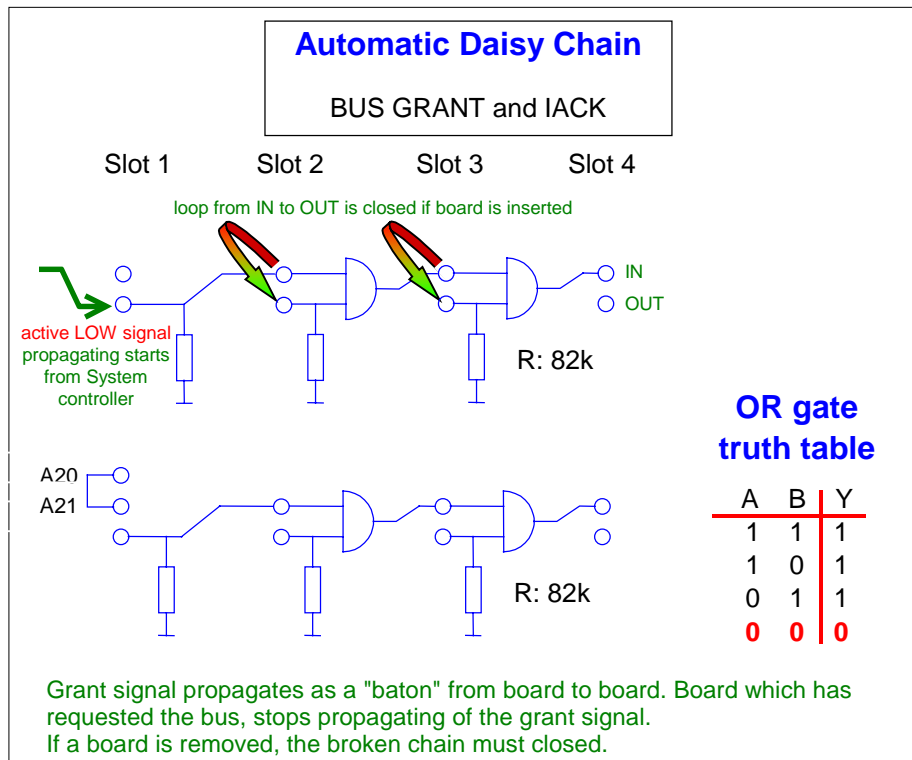 Automatic Daisy Chain
BUS GRANT and IACK
Slot 1 Slot 2 Slot 3 Slot 4
loop from IN to OUT is closed if board is inserted
IN
OUT
active LOW signal
propagating starts
from System
controller
R: 82k
OR gate
truth table
A B Y
1 1 1
1 0 1
0 1 1
0 0 0
A20
A21
R: 82k
Grant signal propagates as a "baton" from board to board. Board which has
requested the bus, stops propagating of the grant signal.
If a board is removed, the broken chain must closed.